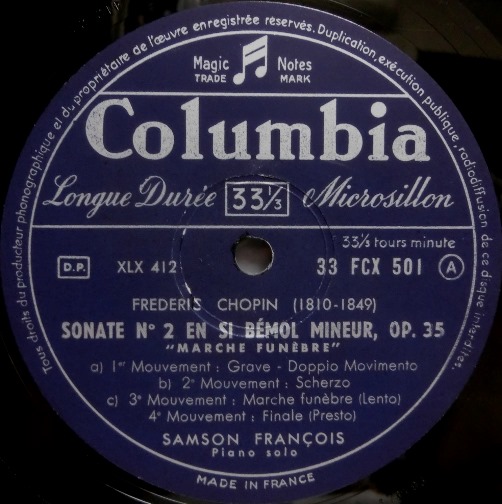 Tous droits du producteur phonographique et du propriétaire de l'œuvre enregistrée réservés. Duplication, exécution publique, radiodiffusion de ce disque interdites.
Magic Notes
TRADE MARK
Columbia
Longue Durée 33⅓ Microsillon
33⅓ tours minute
D.P. XLX 412 33 FCX 501 A
FREDERIC CHOPIN (1810-1849)
SONATE N° 2 EN SI BÉMOL MINEUR, OP. 35
"MARCHE FUNÈBRE"
a) 1er Mouvement : Grave - Doppio Movimento
b) 2e Mouvement : Scherzo
c) 3e Mouvement : Marche funèbre (Lento)
4e Mouvement : Finale (Presto)
SAMSON FRANÇOIS
Piano solo
MADE IN FRANCE